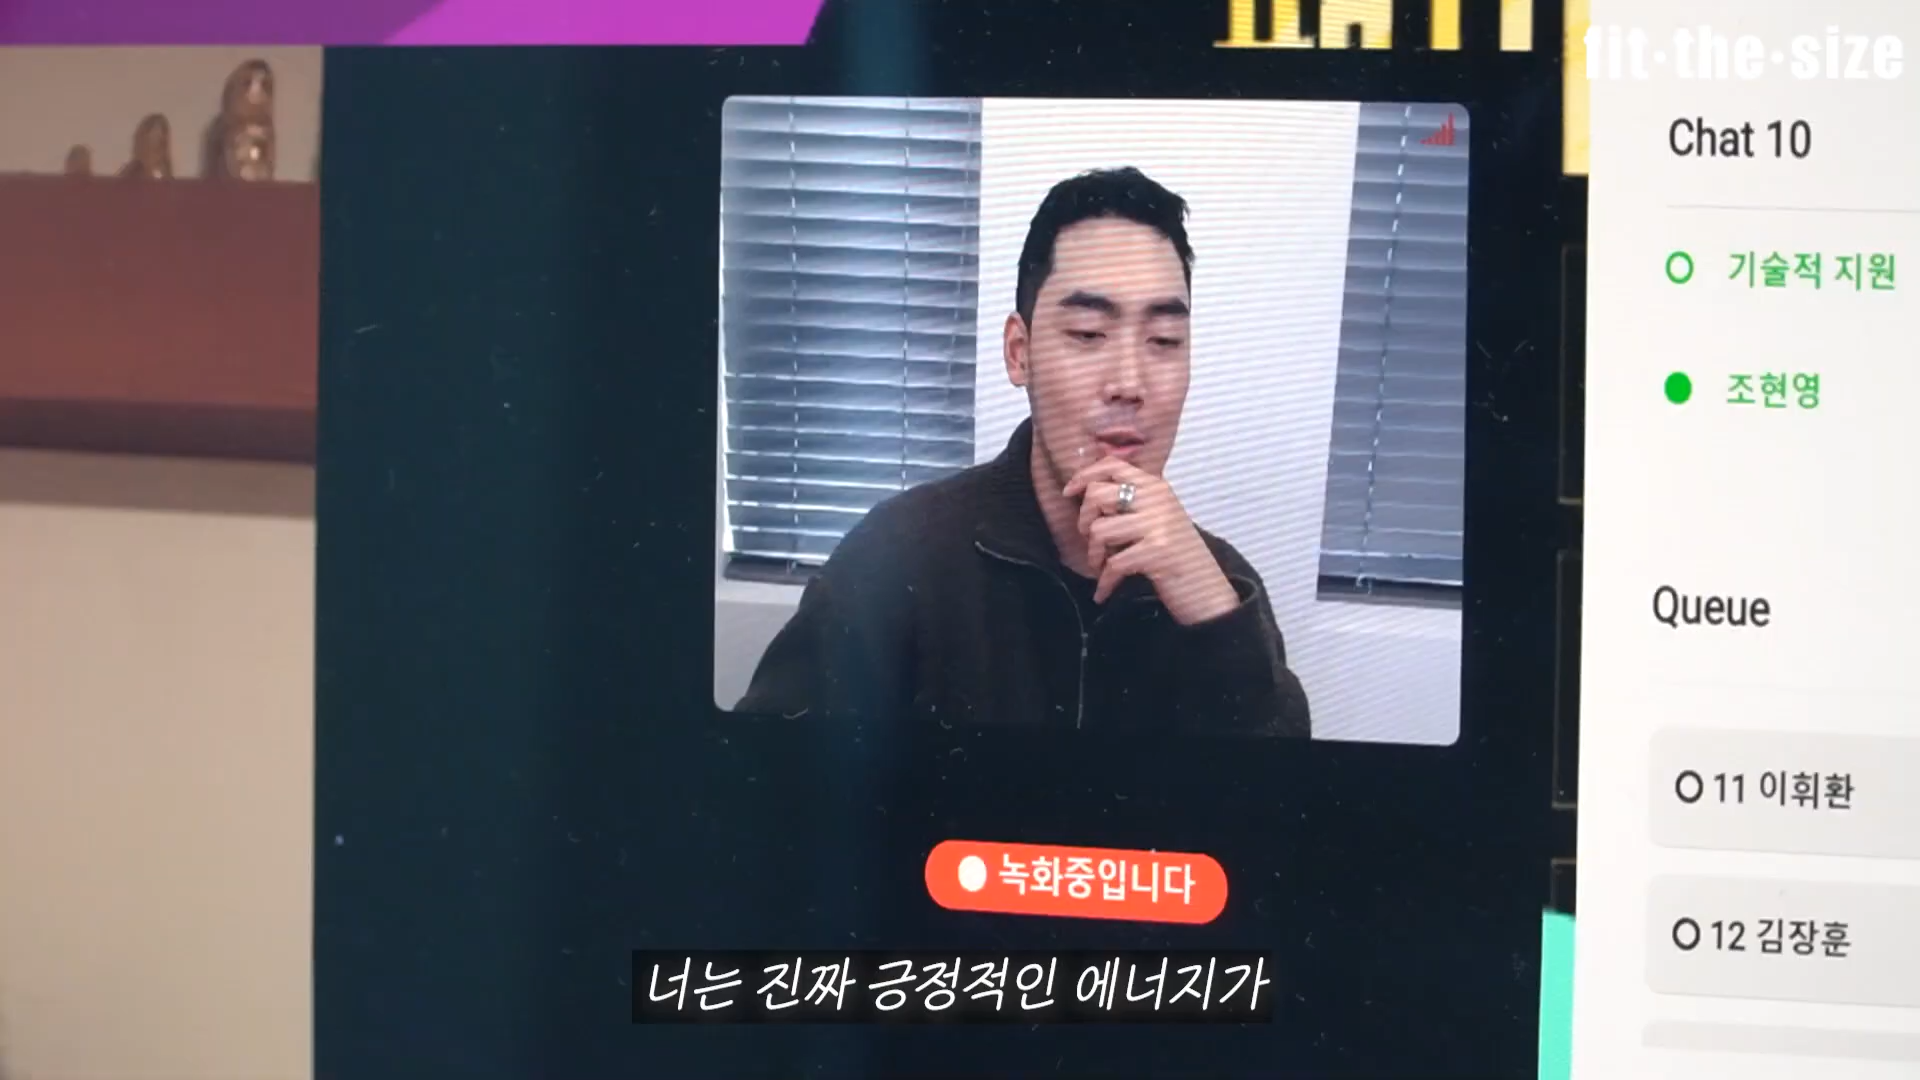 fit·the·size
Chat 10
기술적 지원
조현영
Queue
11 이휘환
12 김장훈
녹화중입니다
너는 진짜 긍정적인 에너지가